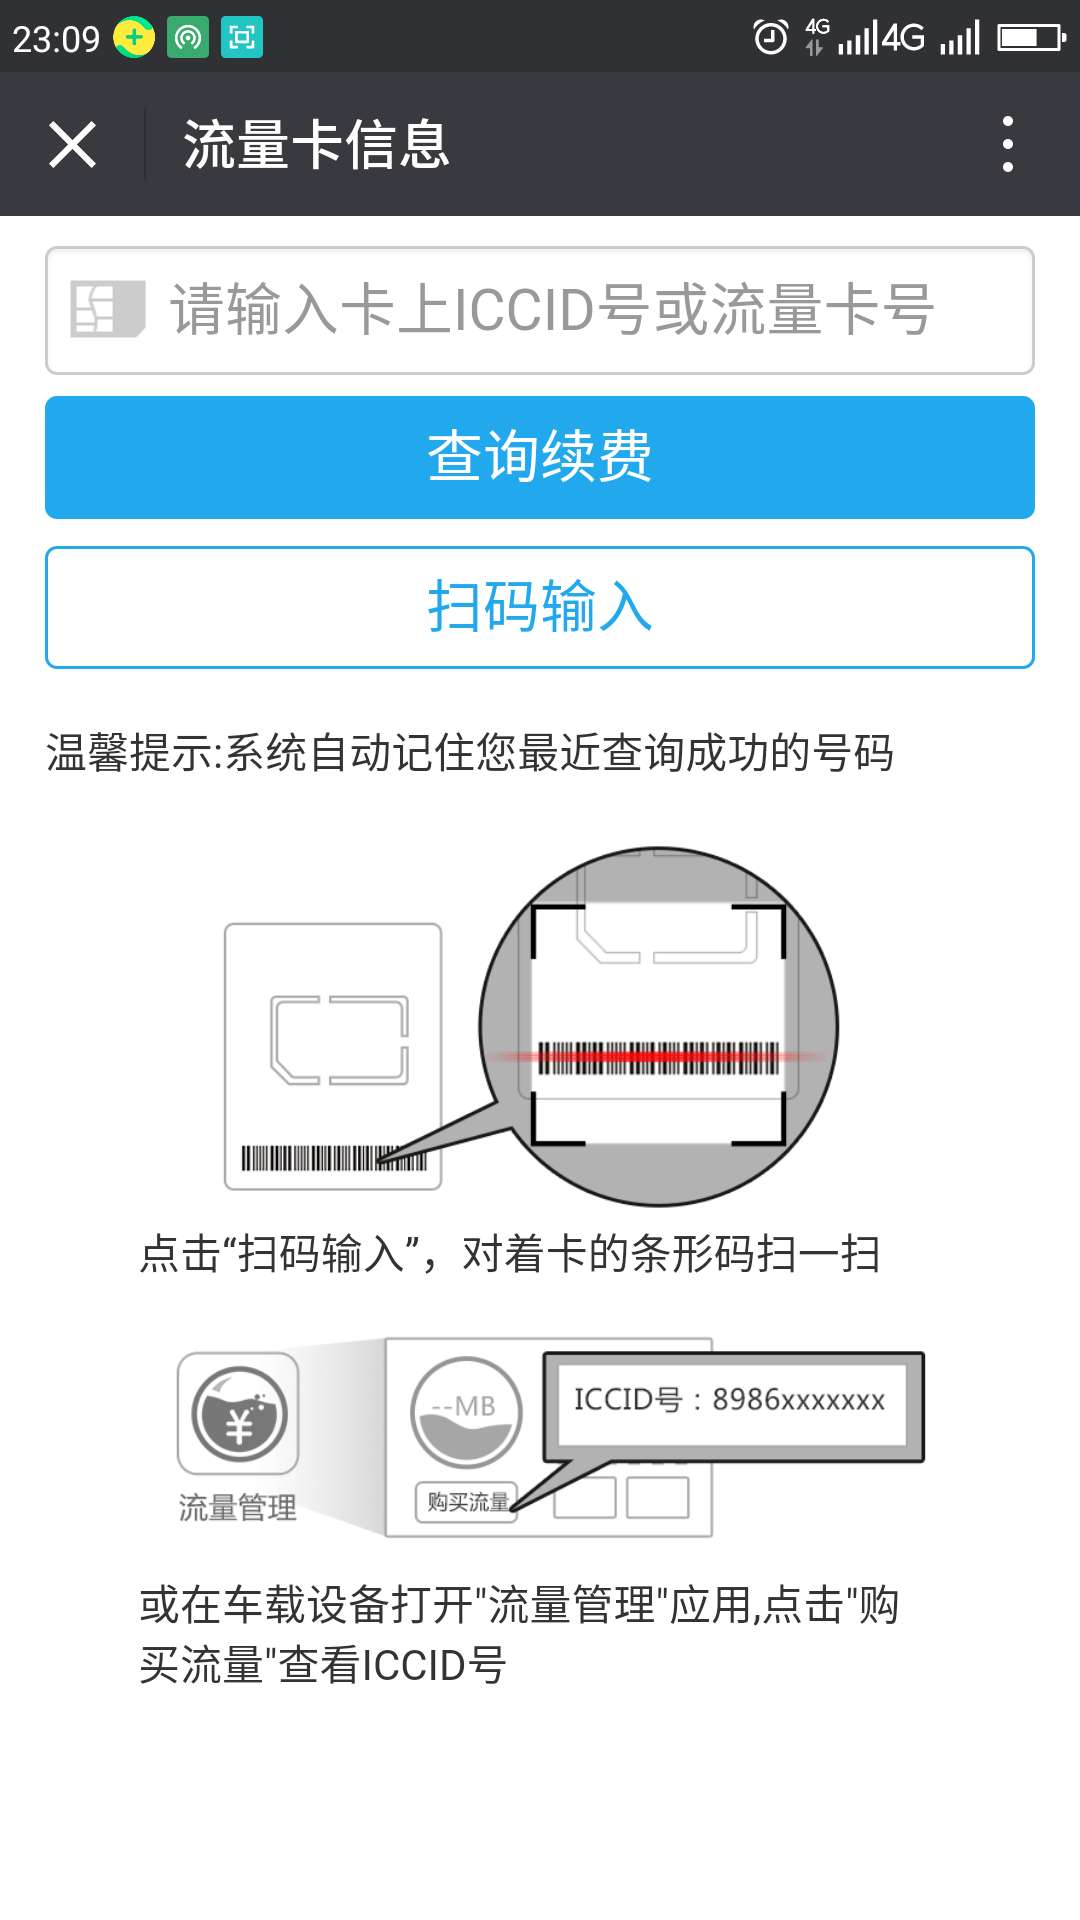 23:09
4G
4G
流量卡信息
请输入卡上ICCID号或流量卡号
查询续费
扫码输入
温馨提示:系统自动记住您最近查询成功的号码
点击“扫码输入”，对着卡的条形码扫一扫
--MB
ICCID号：8986xxxxxxx
购买流量
流量管理
或在车载设备打开"流量管理"应用,点击"购
买流量"查看ICCID号